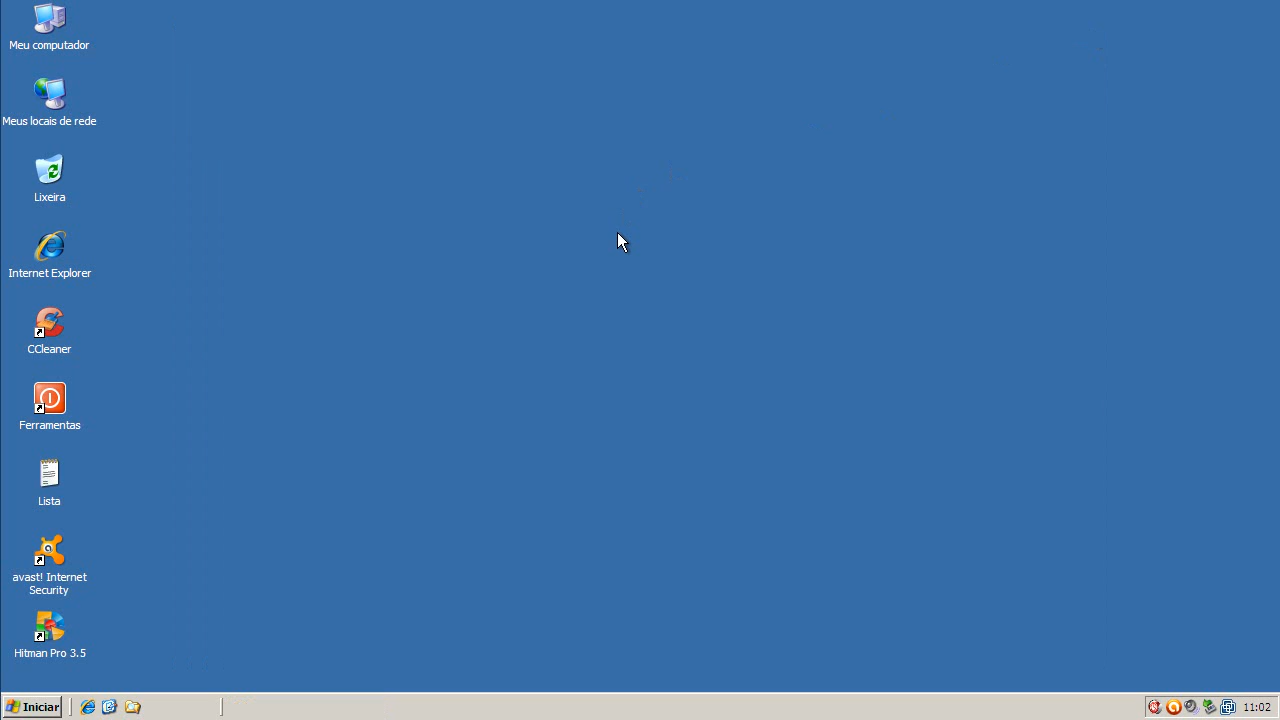 Meu computador
Meus locais de rede
Lixeira
Internet Explorer
CCleaner
Ferramentas
Lista
avast! Internet
Security
Hitman Pro 3.5
Iniciar
11:02